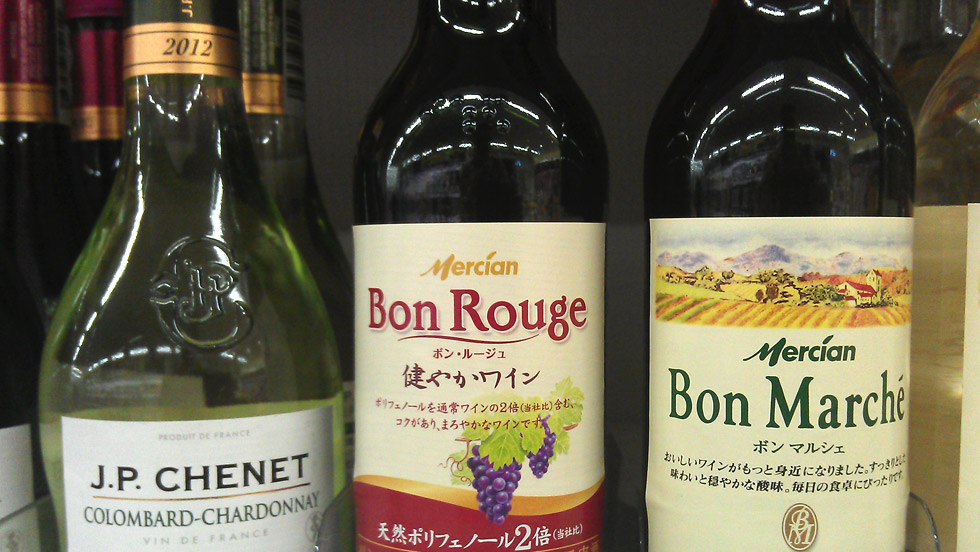 2012
PRODUIT DE FRANCE
J.P. CHENET
COLOMBARD-CHARDONNAY
VIN DE FRANCE
Mercian
Bon Rouge
ボン・ルージュ
健やかワイン
ポリフェノールを通常ワインの2倍(当社比)含む、
コクがあり、まろやかなワインです。
天然ポリフェノール2倍(当社比)
Mercian
Bon Marché
ボン マルシェ
おいしいワインがもっと身近になりました。すっきりとした
味わいと穏やかな酸味。毎日の食卓にぴったりです。
BM